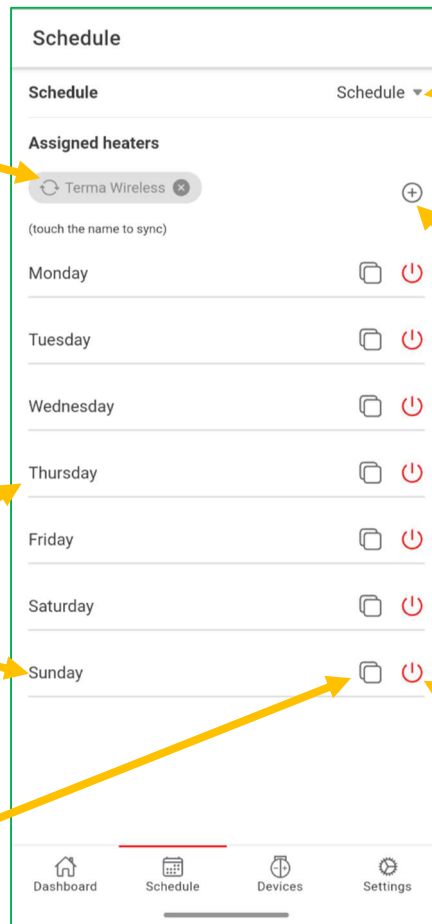 Schedule
Schedule Schedule
Assigned heaters
Terma Wireless
(touch the name to sync)
Monday
Tuesday
Wednesday
Thursday
Friday
Saturday
Sunday
Dashboard Schedule Devices Settings